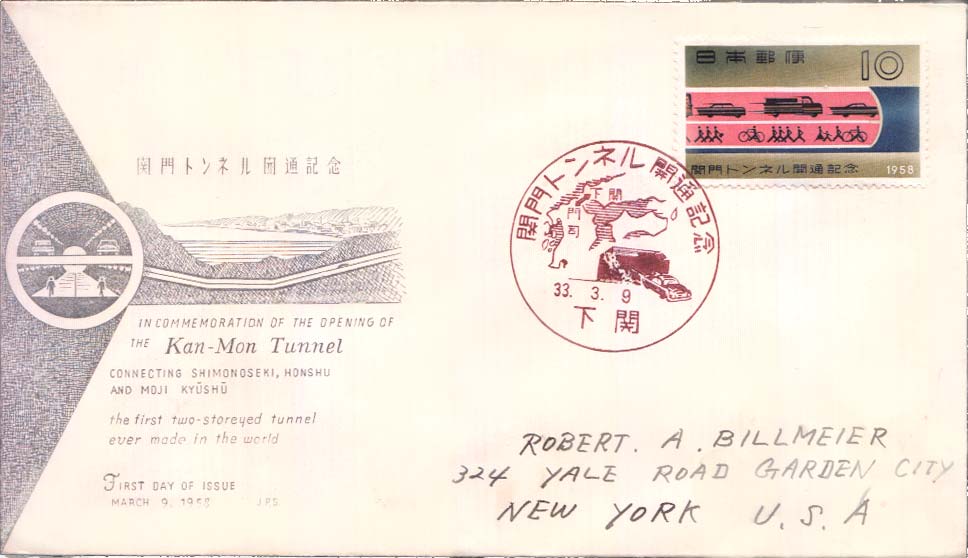 日本郵便 10
関門トンネル開通記念 1958
関門トンネル開通記念
関門トンネル開通記念
下関
門司
33. 3. 9
下関
IN COMMEMORATION OF THE OPENING OF
THE Kan-Mon Tunnel
CONNECTING SHIMONOSEKI, HONSHU
AND MOJI KYŪSHŪ
the first two-storeyed tunnel
ever made in the world
FIRST DAY OF ISSUE
MARCH 9, 1958 JPS
ROBERT. A. BILLMEIER
324 YALE ROAD GARDEN CITY
NEW YORK U.S.A